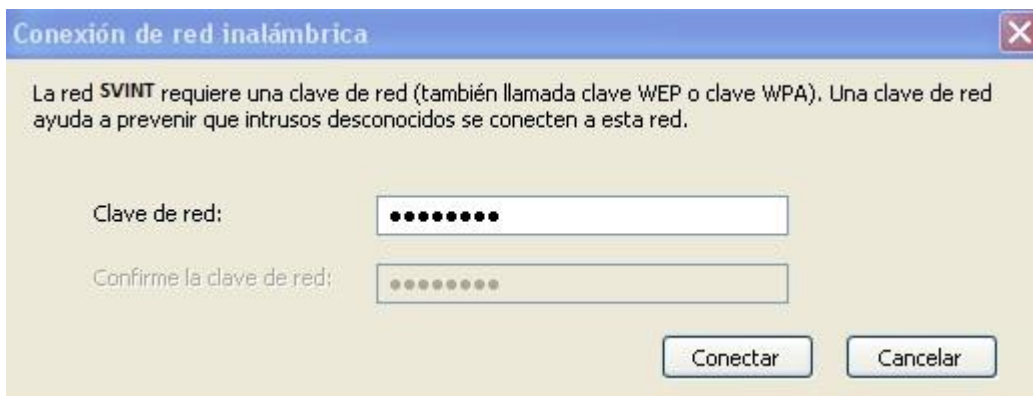 Conexión de red inalámbrica
La red SVINT requiere una clave de red (también llamada clave WEP o clave WPA). Una clave de red
ayuda a prevenir que intrusos desconocidos se conecten a esta red.
Clave de red: ••••••••
Confirme la clave de red: ••••••••
Conectar Cancelar